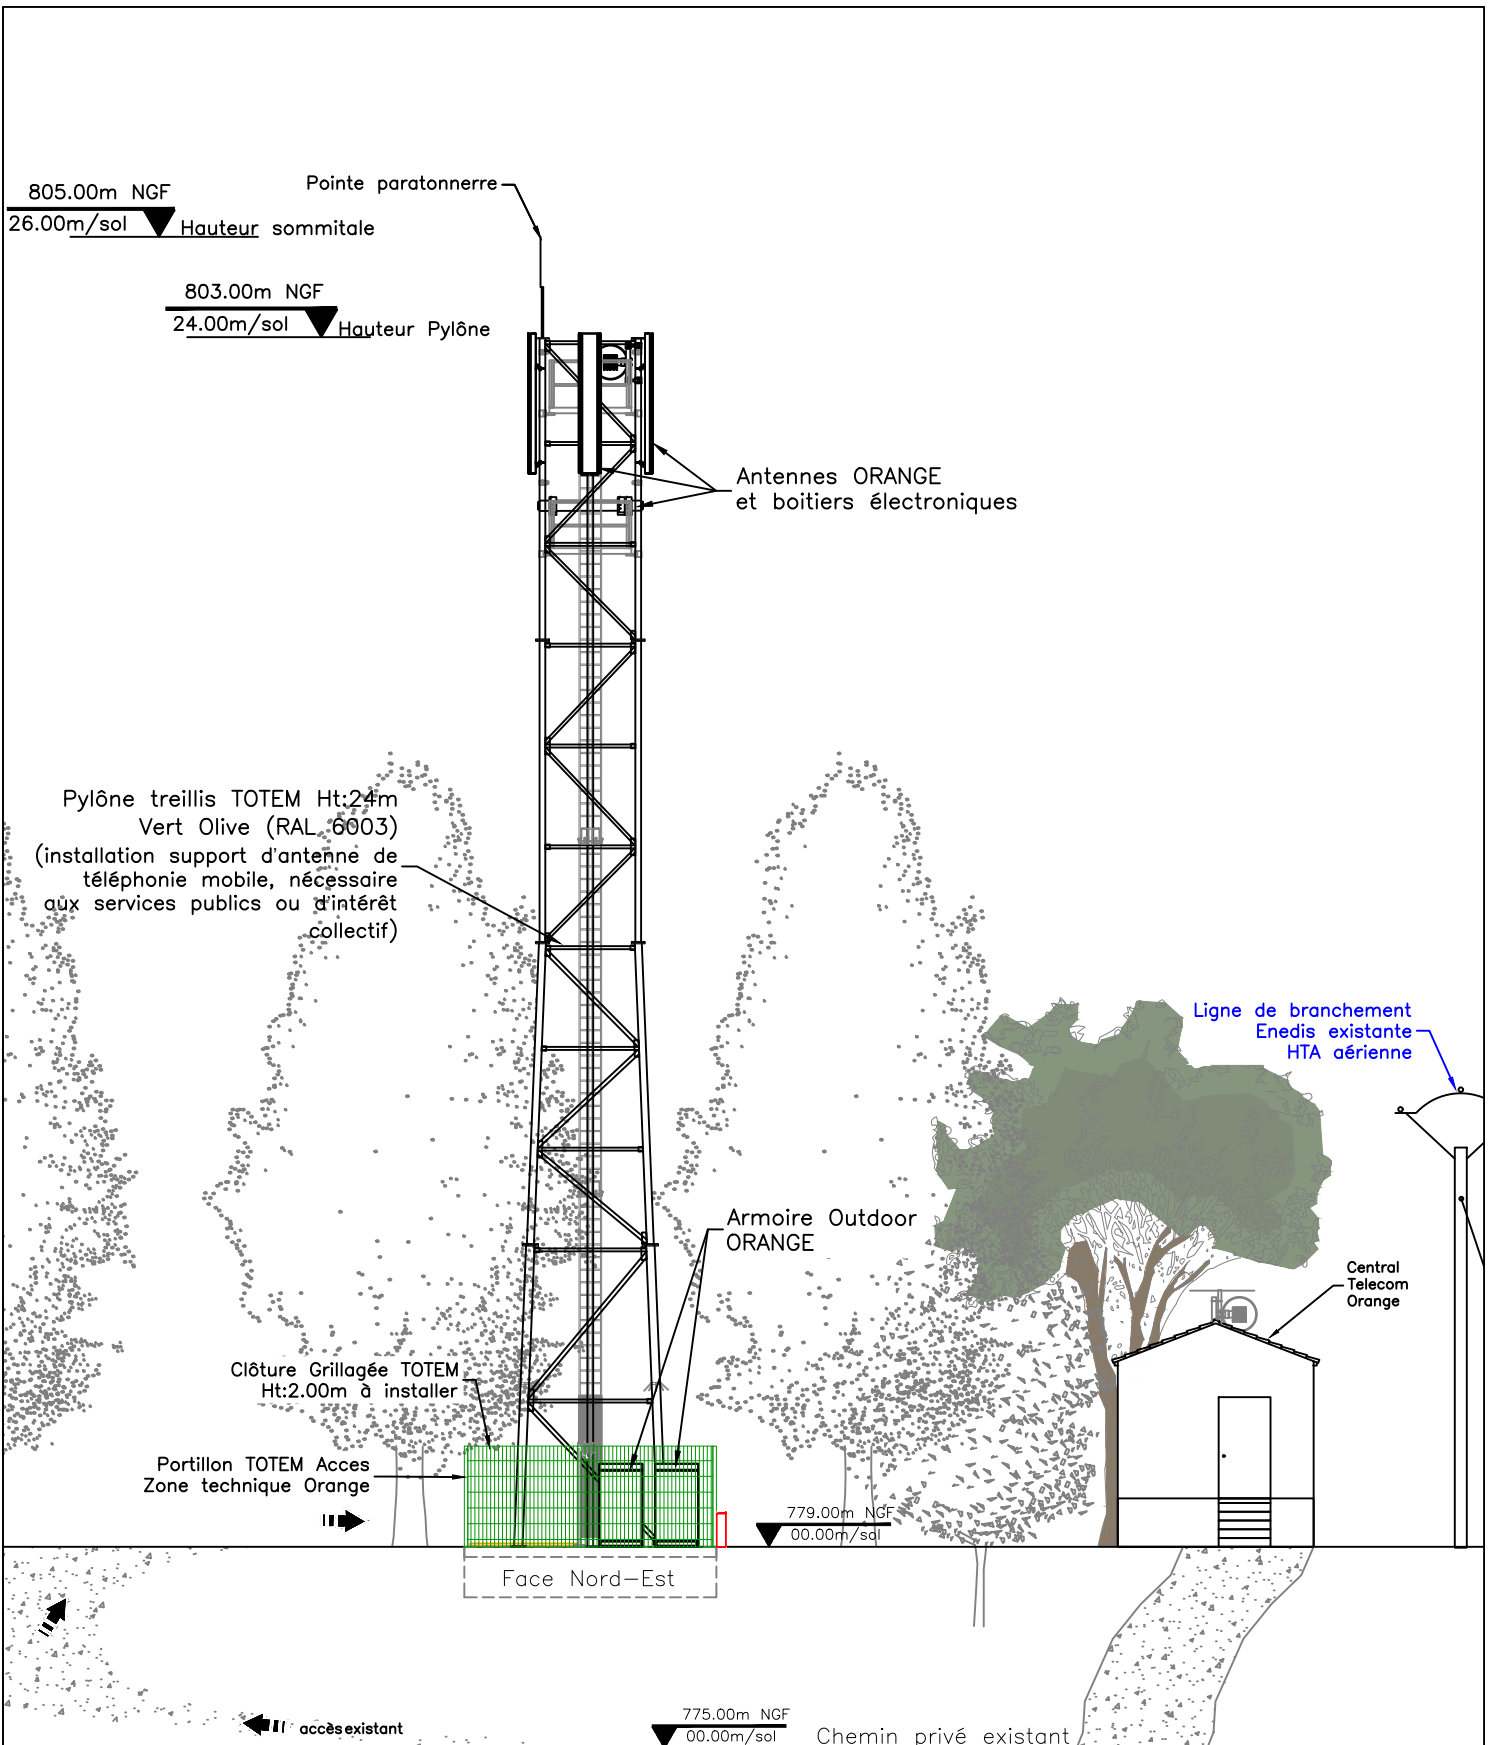 Pointe paratonnerre
805.00m NGF
26.00m/sol
Hauteur sommitale
803.00m NGF
24.00m/sol
Hauteur Pylône
Antennes ORANGE
et boitiers électroniques
Pylône treillis TOTEM Ht:24m
Vert Olive (RAL 6003)
(installation support d'antenne de
téléphonie mobile, nécessaire
aux services publics ou d'intérêt
collectif)
Ligne de branchement
Enedis existante
HTA aérienne
Armoire Outdoor
ORANGE
Central
Telecom
Orange
Clôture Grillagée TOTEM
Ht:2.00m à installer
Portillon TOTEM Acces
Zone technique Orange
779.00m NGF
00.00m/sol
Face Nord-Est
accès existant
775.00m NGF
00.00m/sol
Chemin privé existant